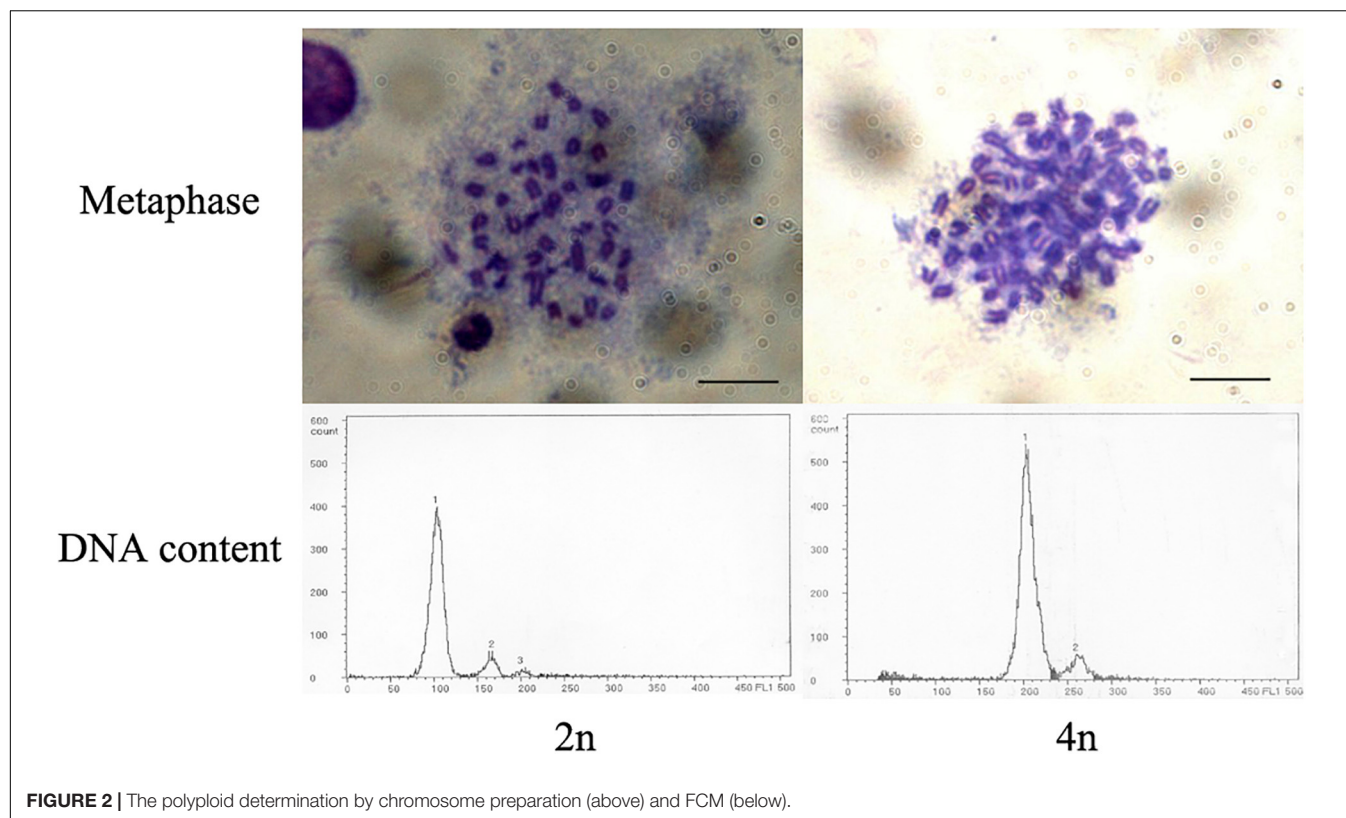 Metaphase
600
count
500
400
300
200
100
0
1
2
3
0 50 100 150 200 250 300 350 400 450 FL1 500
600
count
500
400
300
200
100
0
1
2
0 50 100 150 200 250 300 350 400 450 FL1 500
DNA content
2n
4n
FIGURE 2 | The polyploid determination by chromosome preparation (above) and FCM (below).